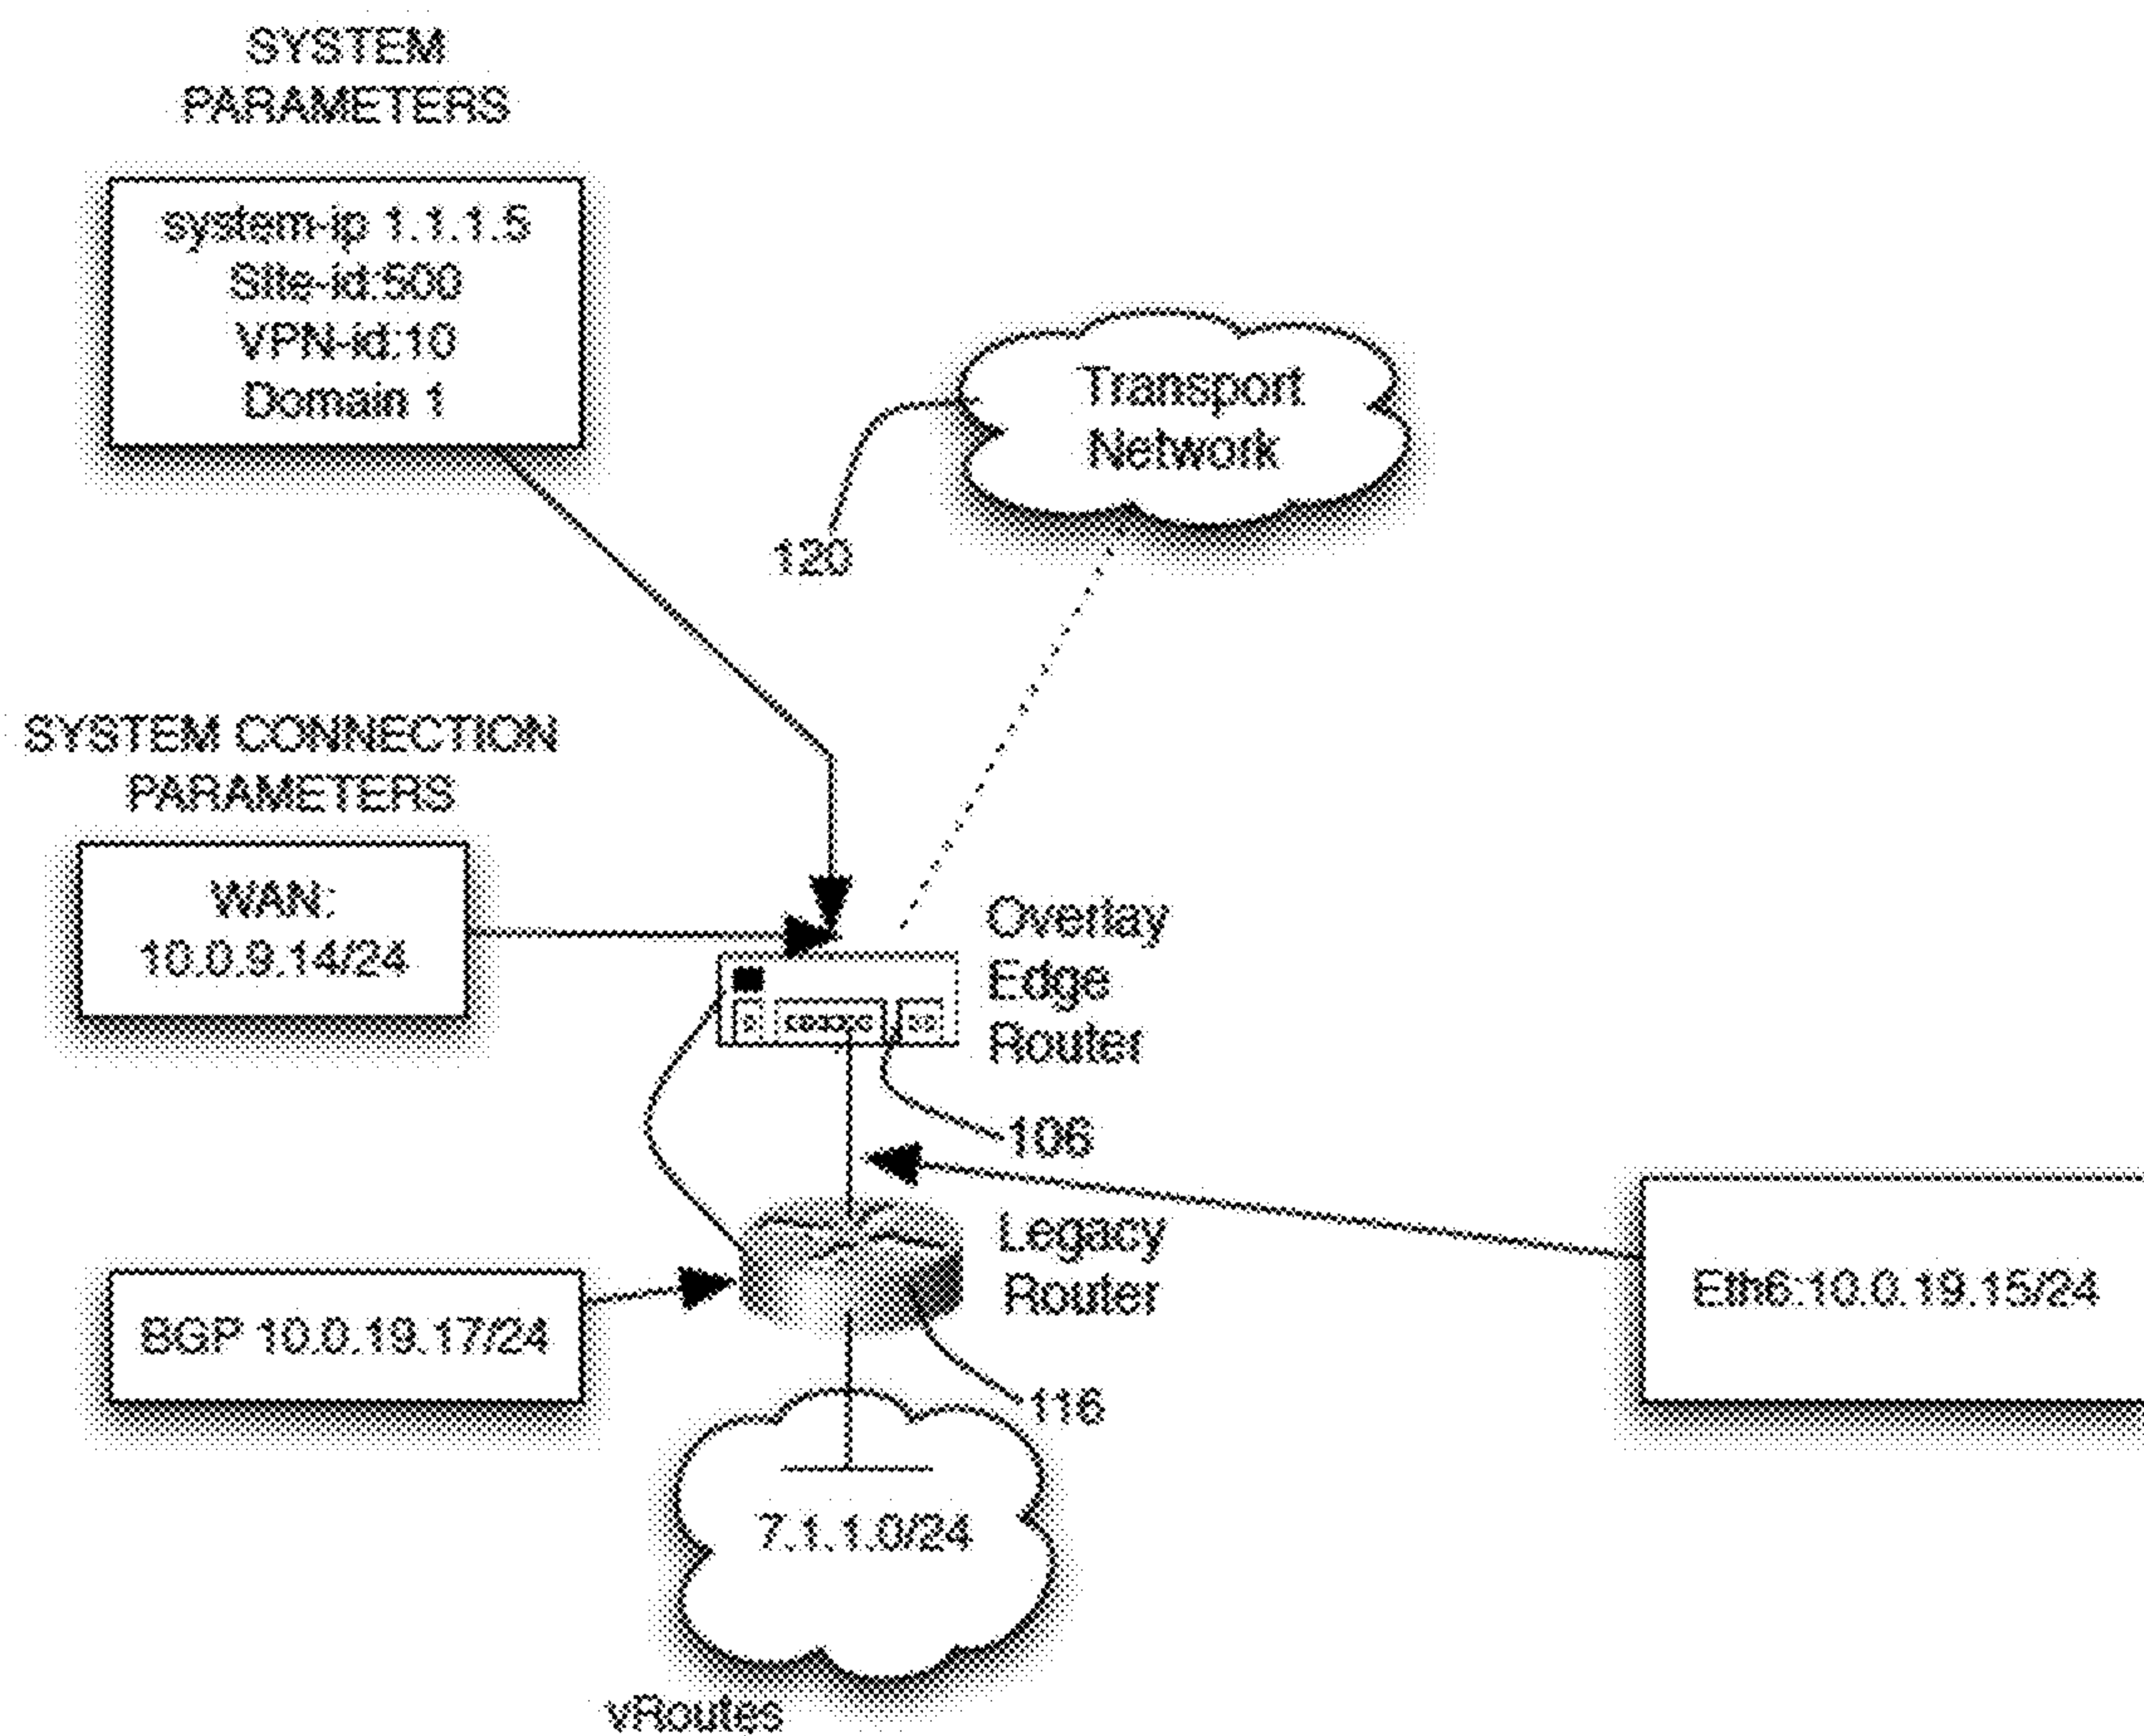 SYSTEM
PARAMETERS
system-ip 1.1.1.5
Site-id:500
VPN-id:10
Domain 1
Transport
Network
120
SYSTEM CONNECTION
PARAMETERS
WAN:
10.0.9.14/24
Overlay
Edge
Router
106
Legacy
Router
BGP 10.0.19.17/24
Eth6:10.0.19.15/24
116
7.1.1.0/24
vRoutes